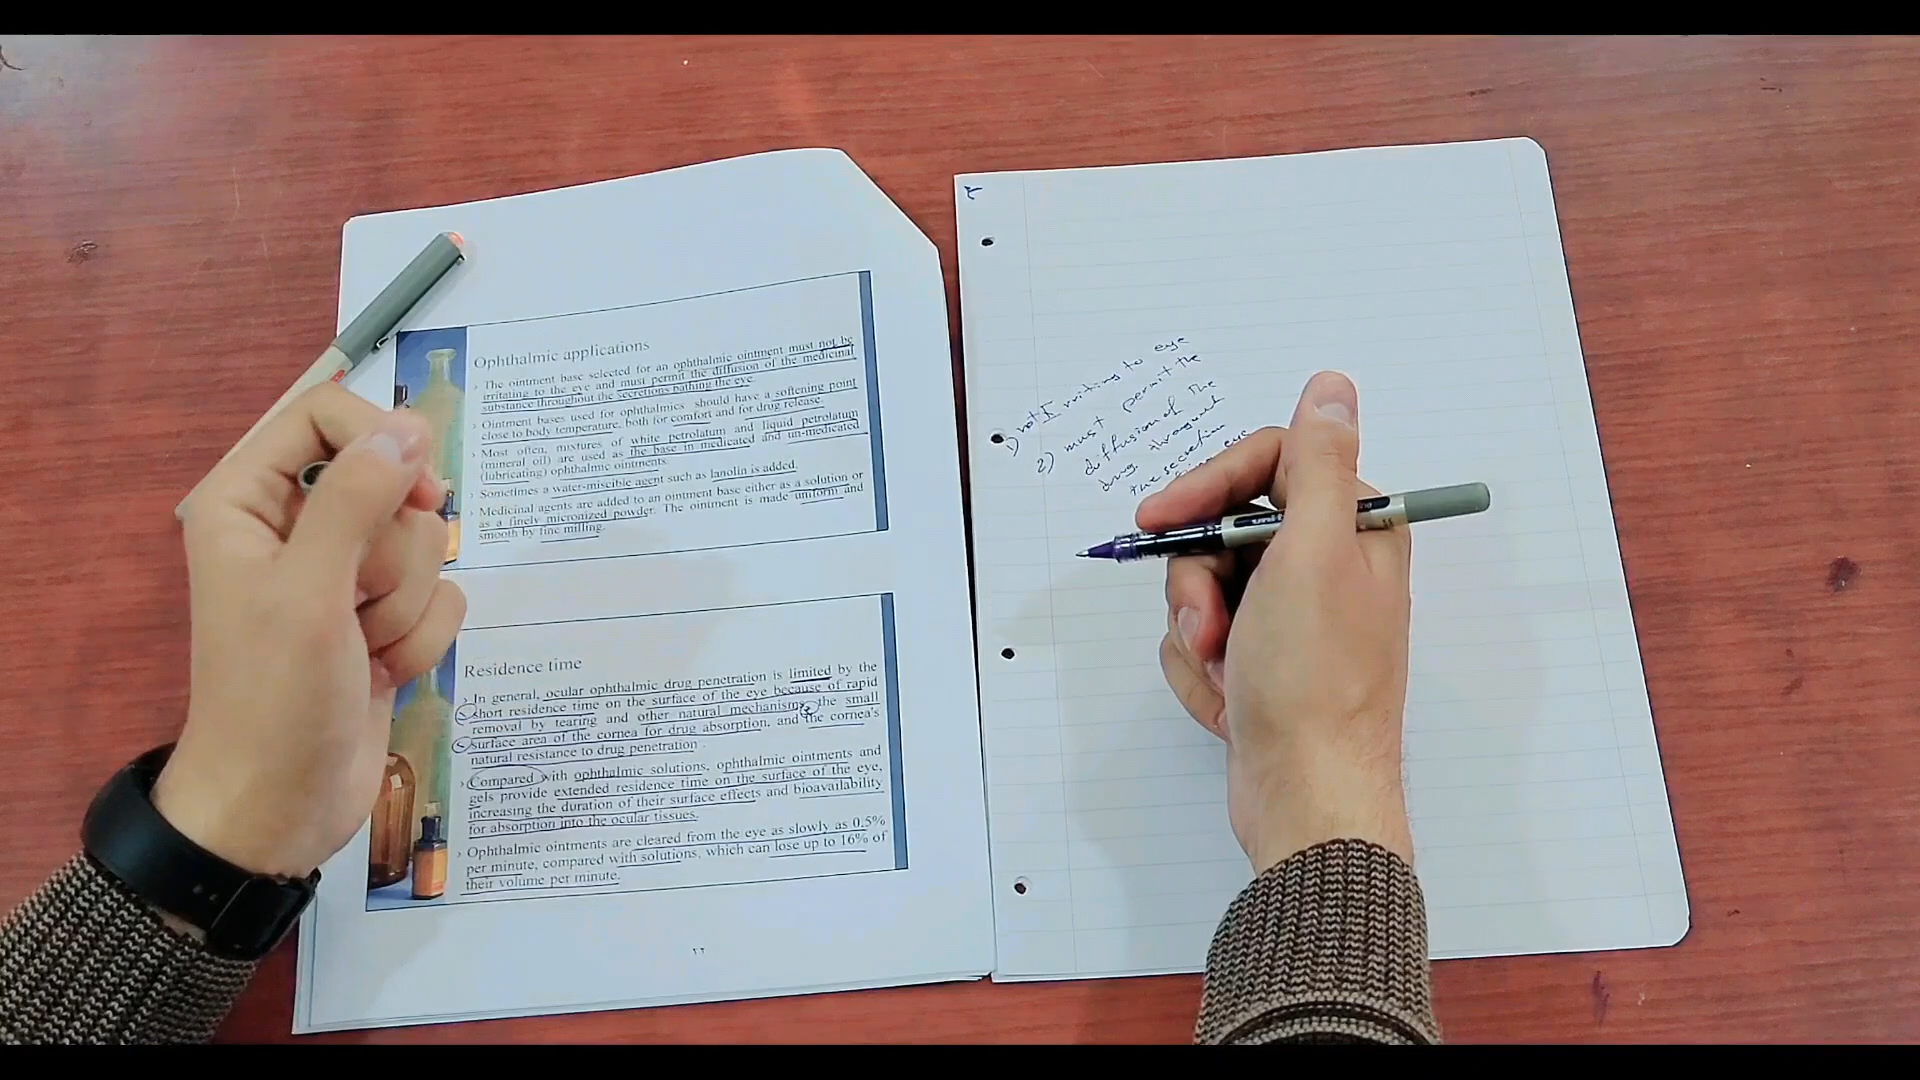 Ophthalmic applications
› The ointment base selected for an ophthalmic ointment must not be
irritating to the eye and must permit the diffusion of the medicinal
substance throughout the secretions bathing the eye.
› Ointment bases used for ophthalmics should have a softening point
close to body temperature, both for comfort and for drug release.
› Most often, mixtures of white petrolatum and liquid petrolatum
(mineral oil) are used as the base in medicated and un-medicated
(lubricating) ophthalmic ointments.
› Sometimes a water-miscible agent such as lanolin is added.
› Medicinal agents are added to an ointment base either as a solution or
as a finely micronized powder. The ointment is made uniform and
smooth by fine milling.
Residence time
› In general, ocular ophthalmic drug penetration is limited by the
short residence time on the surface of the eye because of rapid
removal by tearing and other natural mechanisms, the small
surface area of the cornea for drug absorption, and the cornea's
natural resistance to drug penetration.
› Compared with ophthalmic solutions, ophthalmic ointments and
gels provide extended residence time on the surface of the eye,
increasing the duration of their surface effects and bioavailability
for absorption into the ocular tissues.
› Ophthalmic ointments are cleared from the eye as slowly as 0.5%
per minute, compared with solutions, which can lose up to 16% of
their volume per minute.
1) not to eye
2) must permit the
diffusion of the
drug
the secretion
eye
uni